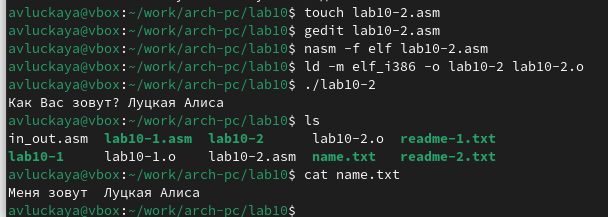 avluckaya@vbox:~/work/arch-pc/lab10$ touch lab10-2.asm
avluckaya@vbox:~/work/arch-pc/lab10$ gedit lab10-2.asm
avluckaya@vbox:~/work/arch-pc/lab10$ nasm -f elf lab10-2.asm
avluckaya@vbox:~/work/arch-pc/lab10$ ld -m elf_i386 -o lab10-2 lab10-2.o
avluckaya@vbox:~/work/arch-pc/lab10$ ./lab10-2
Как Вас зовут? Луцкая Алиса
avluckaya@vbox:~/work/arch-pc/lab10$ ls
in_out.asm  lab10-1.asm  lab10-2      lab10-2.o  readme-1.txt
lab10-1     lab10-1.o    lab10-2.asm  name.txt   readme-2.txt
avluckaya@vbox:~/work/arch-pc/lab10$ cat name.txt
Меня зовут  Луцкая Алиса
avluckaya@vbox:~/work/arch-pc/lab10$